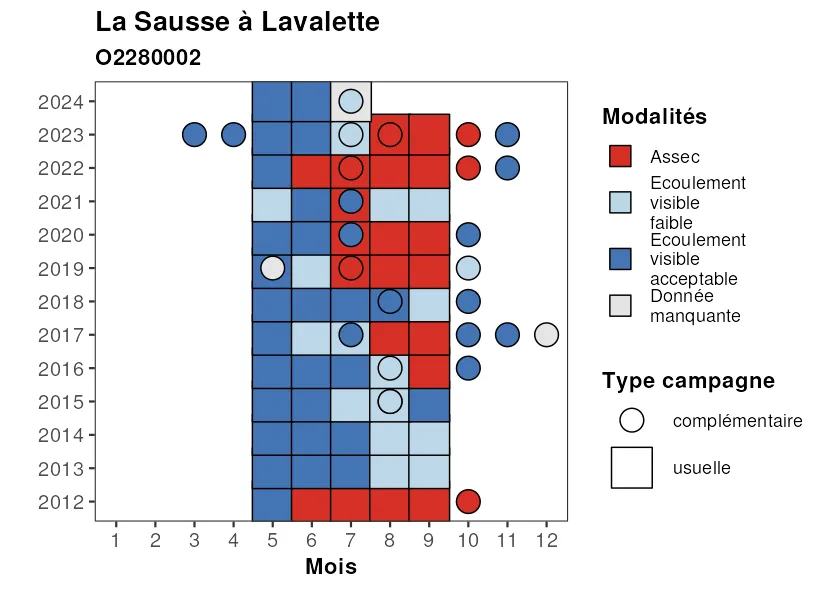 La Sausse à Lavalette
O2280002
2024
2023
2022
2021
2020
2019
2018
2017
2016
2015
2014
2013
2012
1 2 3 4 5 6 7 8 9 10 11 12
Mois
Modalités
Assec
Ecoulement
visible
faible
Ecoulement
visible
acceptable
Donnée
manquante
Type campagne
complémentaire
usuelle